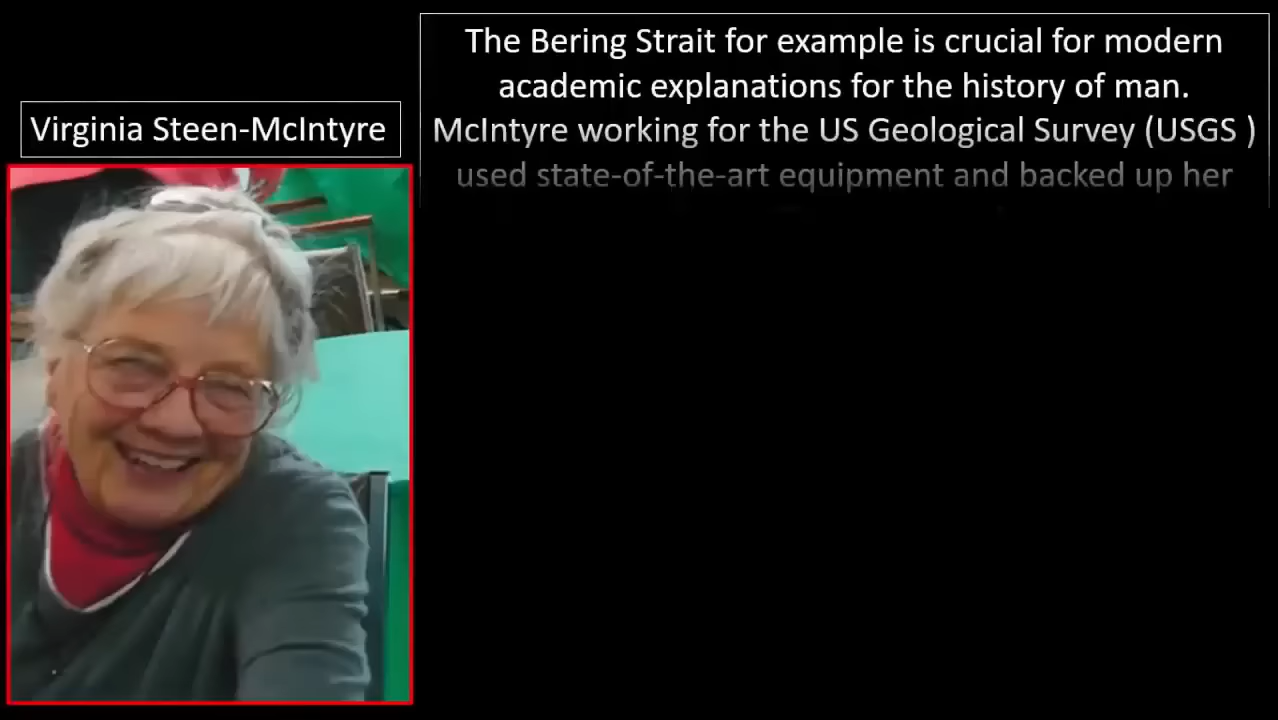 Virginia Steen-McIntyre
The Bering Strait for example is crucial for modern
academic explanations for the history of man.
McIntyre working for the US Geological Survey (USGS )
used state-of-the-art equipment and backed up her